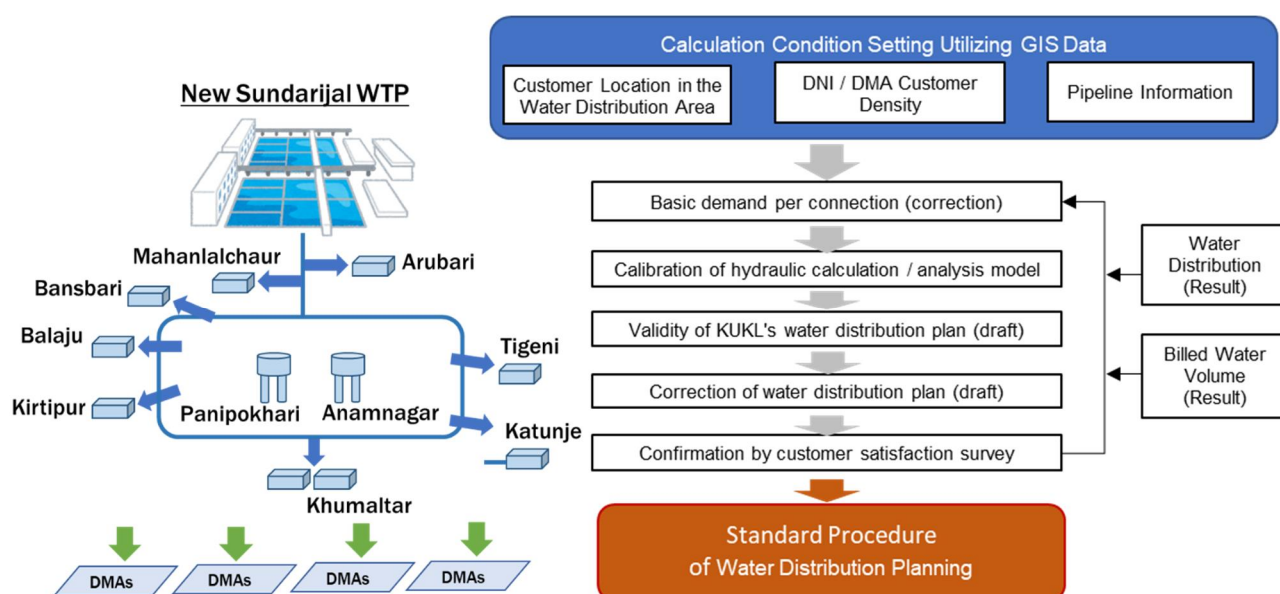 New Sundarijal WTP
Mahanlalchaur
Arubari
Bansbari
Balaju
Tigeni
Kirtipur
Panipokhari
Anamnagar
Katunje
Khumaltar
DMAs
DMAs
DMAs
DMAs
Calculation Condition Setting Utilizing GIS Data
Customer Location in the
Water Distribution Area
DNI / DMA Customer
Density
Pipeline Information
Basic demand per connection (correction)
Calibration of hydraulic calculation / analysis model
Validity of KUKL's water distribution plan (draft)
Correction of water distribution plan (draft)
Confirmation by customer satisfaction survey
Water
Distribution
(Result)
Billed Water
Volume
(Result)
Standard Procedure
of Water Distribution Planning